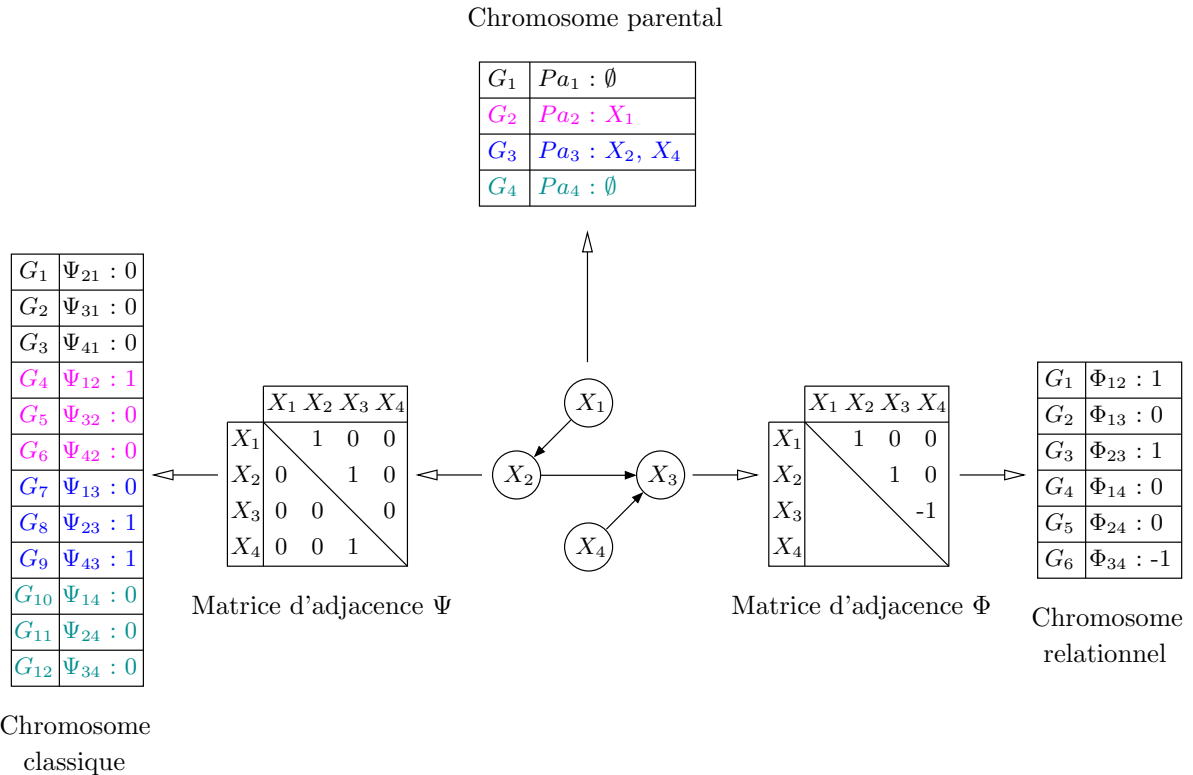 Chromosome parental
G₁ Pa₁ : ∅
G₂ Pa₂ : X₁
G₃ Pa₃ : X₂, X₄
G₄ Pa₄ : ∅
G₁ Ψ₂₁ : 0
G₂ Ψ₃₁ : 0
G₃ Ψ₄₁ : 0
G₄ Ψ₁₂ : 1
G₅ Ψ₃₂ : 0
G₆ Ψ₄₂ : 0
G₇ Ψ₁₃ : 0
G₈ Ψ₂₃ : 1
G₉ Ψ₄₃ : 1
G₁₀ Ψ₁₄ : 0
G₁₁ Ψ₂₄ : 0
G₁₂ Ψ₃₄ : 0
Chromosome
classique
X₁ X₂ X₃ X₄
X₁ 1 0 0
X₂ 0 1 0
X₃ 0 0 0
X₄ 0 0 1
Matrice d'adjacence Ψ
X₁
X₂ X₃
X₄
X₁ X₂ X₃ X₄
X₁ 1 0 0
X₂ 1 0
X₃ -1
X₄
Matrice d'adjacence Φ
G₁ Φ₁₂ : 1
G₂ Φ₁₃ : 0
G₃ Φ₂₃ : 1
G₄ Φ₁₄ : 0
G₅ Φ₂₄ : 0
G₆ Φ₃₄ : -1
Chromosome
relationnel